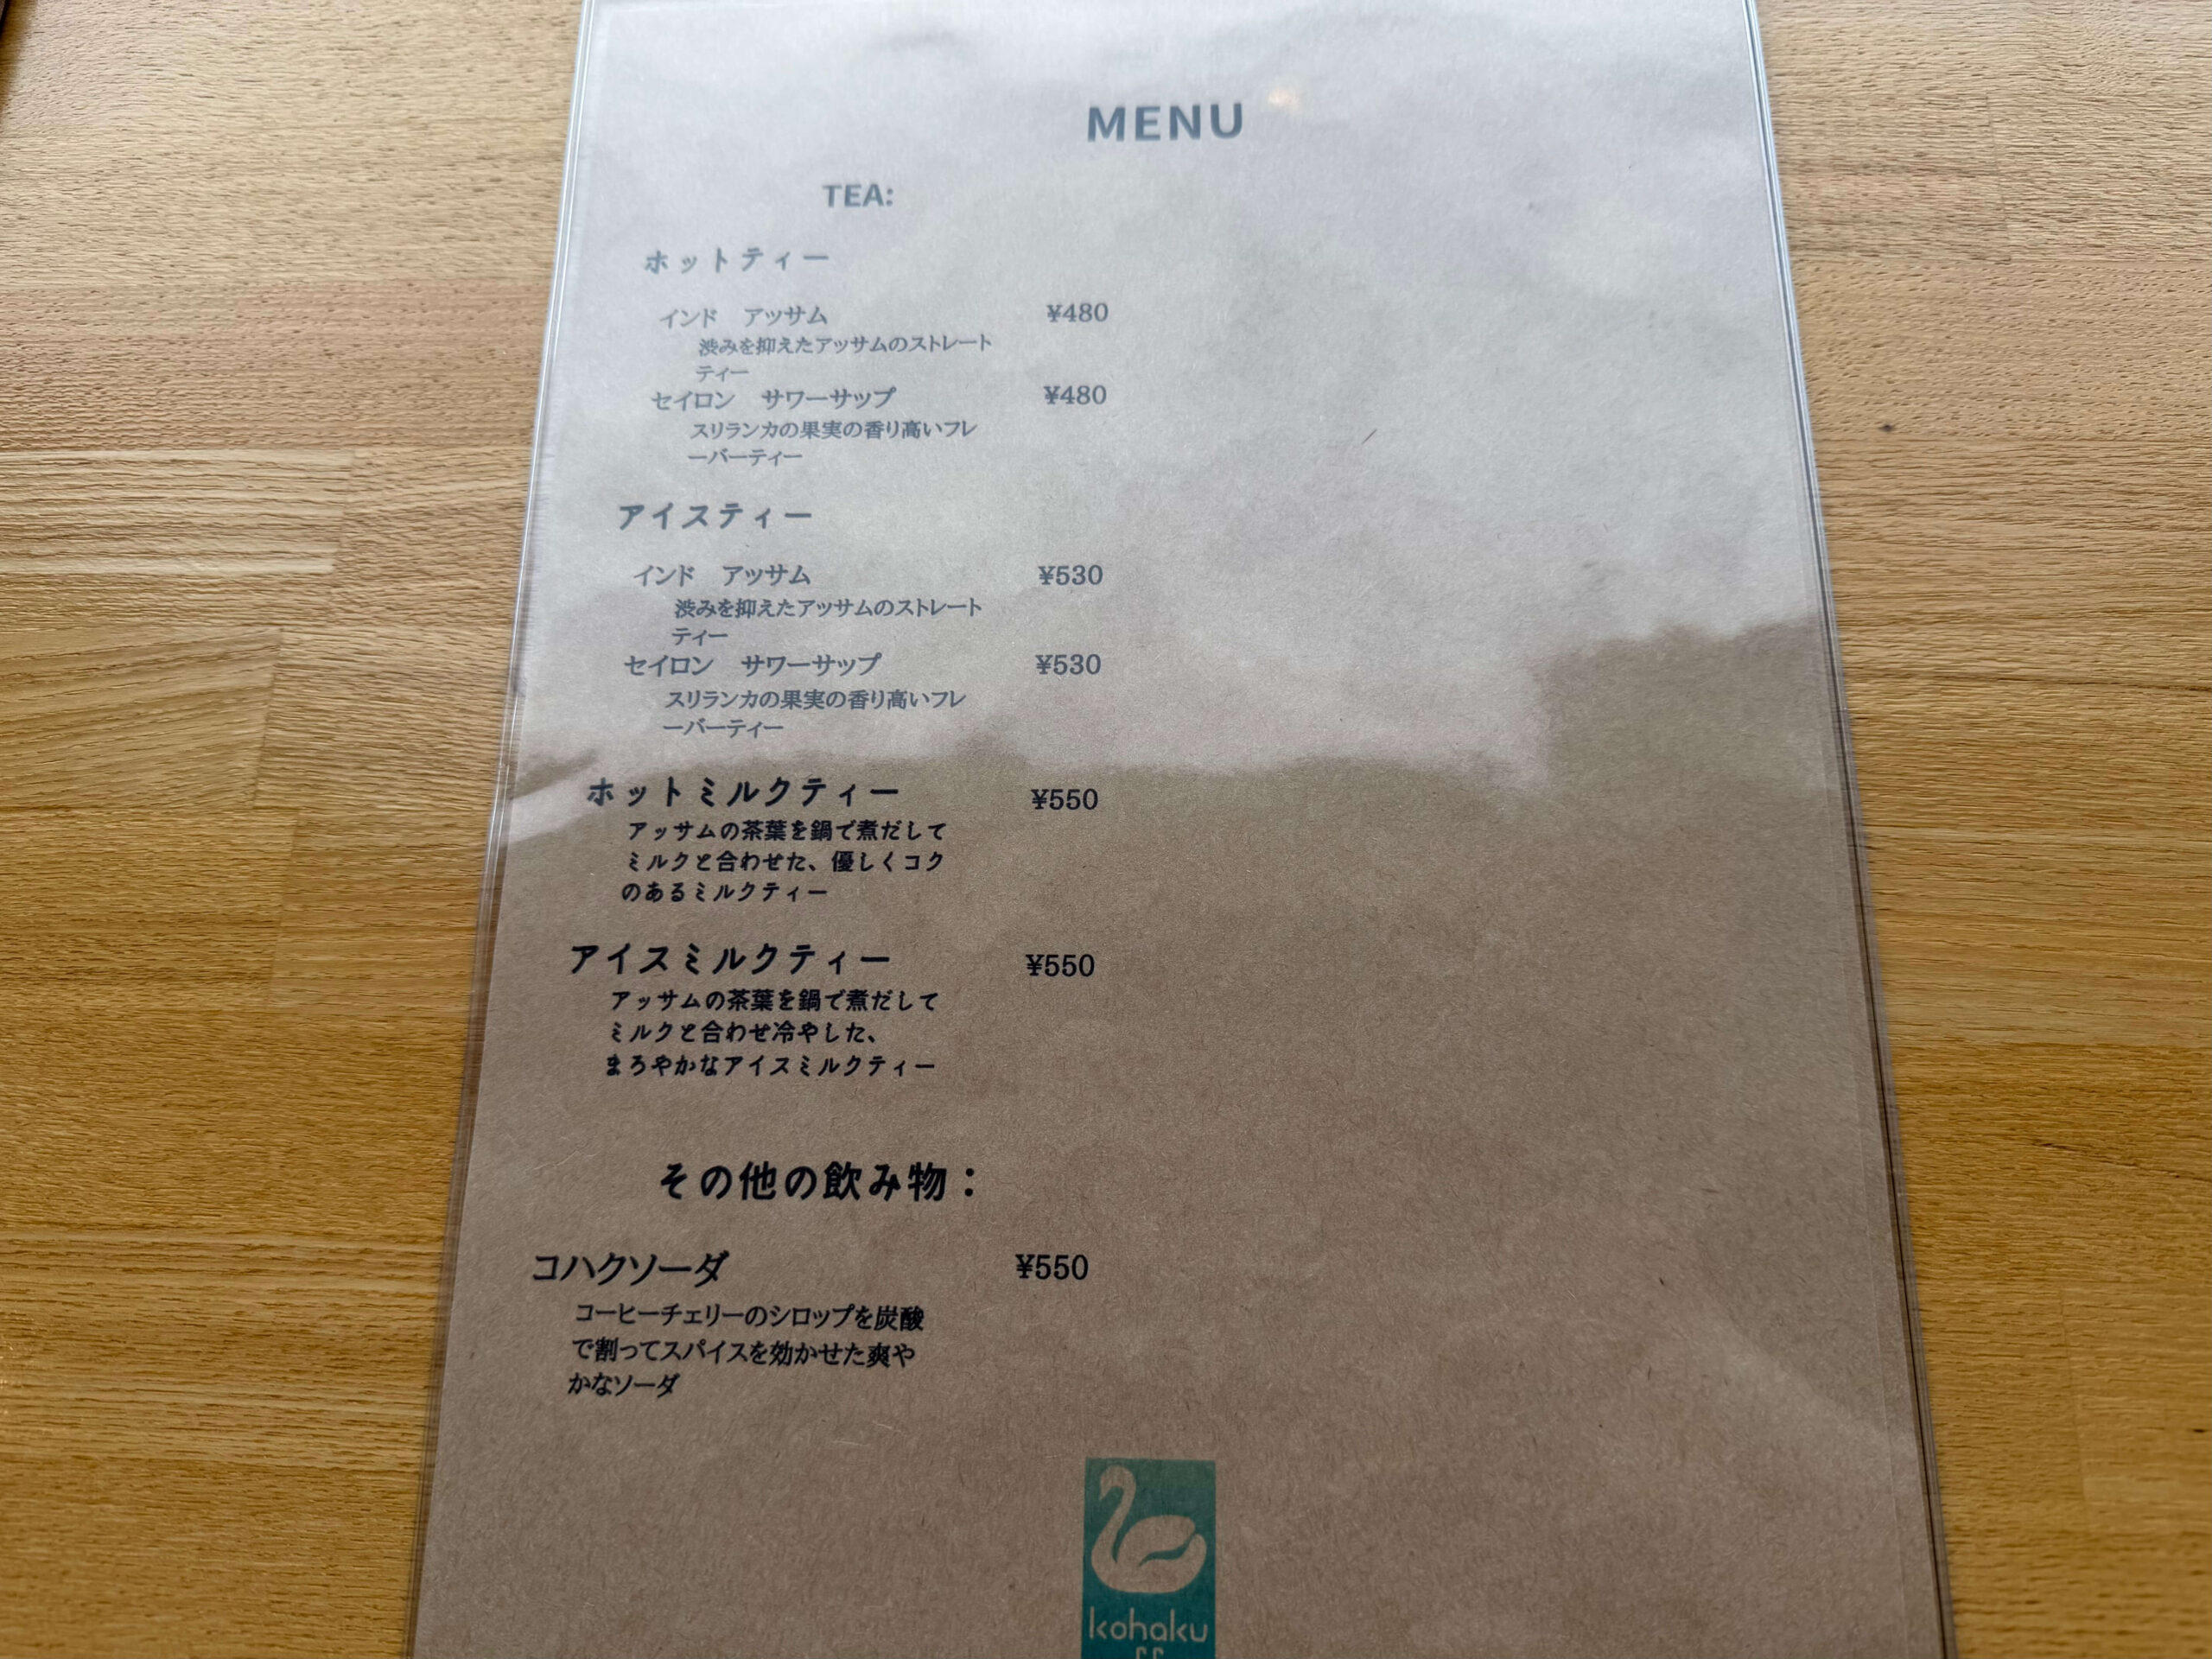 MENU
TEA:
ホットティー
インド　アッサム ¥480
渋みを抑えたアッサムのストレート
ティー
セイロン　サワーサップ ¥480
スリランカの果実の香り高いフレ
ーバーティー
アイスティー
インド　アッサム ¥530
渋みを抑えたアッサムのストレート
ティー
セイロン　サワーサップ ¥530
スリランカの果実の香り高いフレ
ーバーティー
ホットミルクティー ¥550
アッサムの茶葉を鍋で煮だして
ミルクと合わせた、優しくコク
のあるミルクティー
アイスミルクティー ¥550
アッサムの茶葉を鍋で煮だして
ミルクと合わせ冷やした、
まろやかなアイスミルクティー
その他の飲み物：
コハクソーダ ¥550
コーヒーチェリーのシロップを炭酸
で割ってスパイスを効かせた爽や
かなソーダ
kohaku